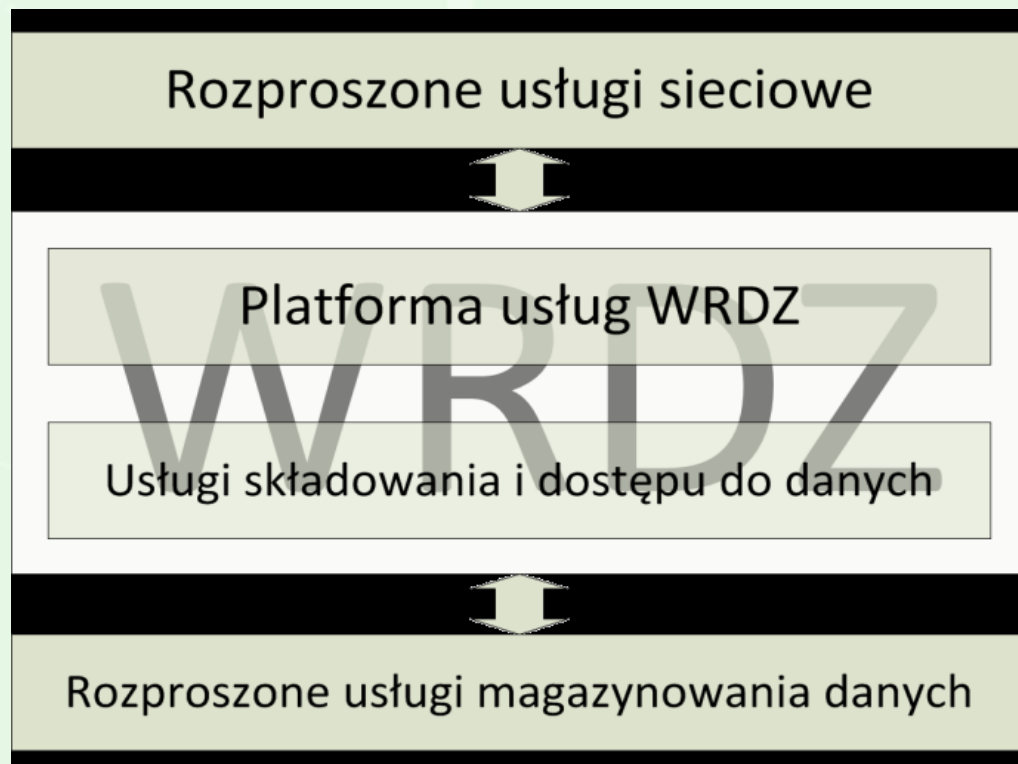 Rozproszone usługi sieciowe
Platforma usług WRDZ
WRDZ
Usługi składowania i dostępu do danych
Rozproszone usługi magazynowania danych